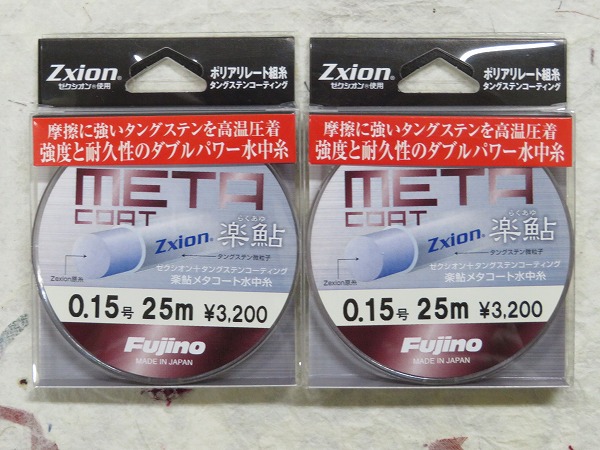 Zxion®
ゼクシオン®使用
ポリアリレート組糸
タングステンコーティング
摩擦に強いタングステンを高温圧着
強度と耐久性のダブルパワー水中糸
META
COAT
Zxion®
らくあゆ
楽鮎
タングステン微粒子
Zexion原糸
ゼクシオン+タングステンコーティング
楽鮎メタコート水中糸
0.15号 25m ¥3,200
Fujino
MADE IN JAPAN
Zxion®
ゼクシオン®使用
ポリアリレート組糸
タングステンコーティング
摩擦に強いタングステンを高温圧着
強度と耐久性のダブルパワー水中糸
META
COAT
Zxion®
らくあゆ
楽鮎
タングステン微粒子
Zexion原糸
ゼクシオン+タングステンコーティング
楽鮎メタコート水中糸
0.15号 25m ¥3,200
Fujino
MADE IN JAPAN